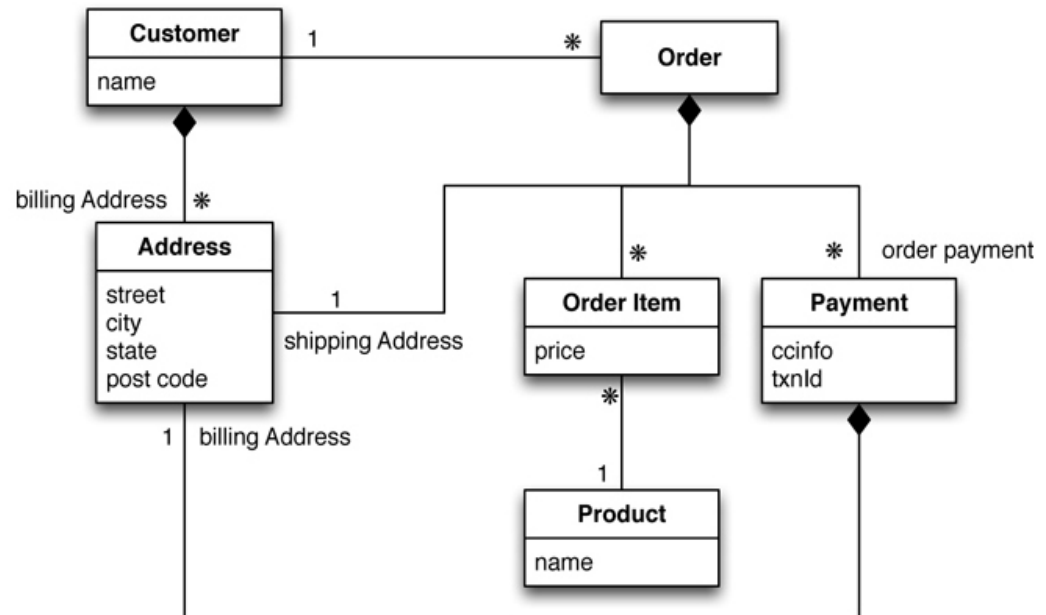 Customer
name
1
*
Order
billing Address
*
Address
street
city
state
post code
1
shipping Address
*
Order Item
price
*
order payment
Payment
ccinfo
txnId
1
billing Address
*
1
Product
name